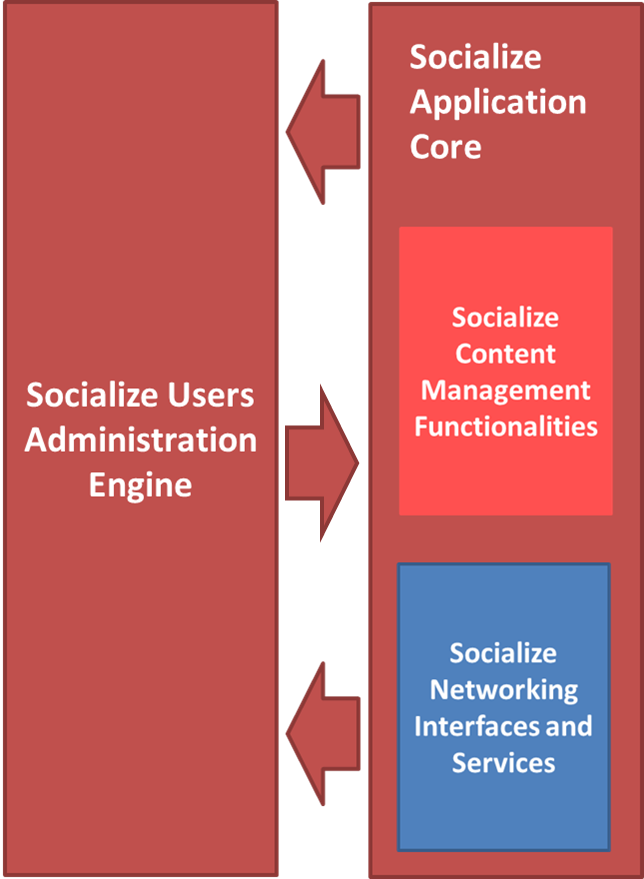 Socialize Users
Administration
Engine
Socialize
Application
Core
Socialize
Content
Management
Functionalities
Socialize
Networking
Interfaces and
Services